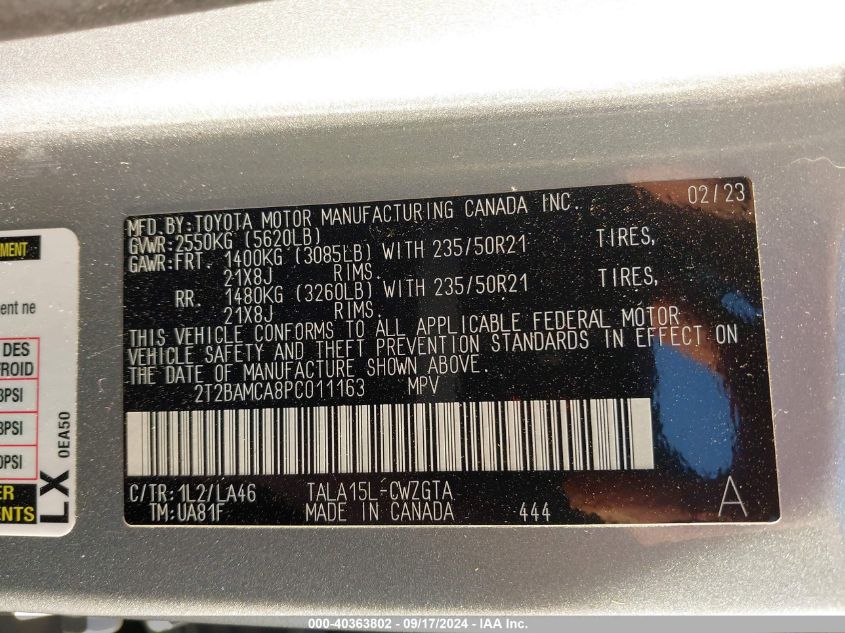 MFD.BY:TOYOTA MOTOR MANUFACTURING CANADA INC. 02/23
GVWR:2550KG (5620LB)
GAWR:FRT. 1400KG (3085LB) WITH 235/50R21 TIRES,
21X8J RIMS.
RR. 1480KG (3260LB) WITH 235/50R21 TIRES,
21X8J RIMS.
THIS VEHICLE CONFORMS TO ALL APPLICABLE FEDERAL MOTOR
VEHICLE SAFETY AND THEFT PREVENTION STANDARDS IN EFFECT ON
THE DATE OF MANUFACTURE SHOWN ABOVE.
2T2BAMCA8PC011163 MPV
C/TR:1L2/LA46 TALA15L-CWZGTA A
TM:UA81F MADE IN CANADA 444
ent ne
DES
PSI
PSI
PSI
LX
0EA50
000-40363802 - 09/17/2024 - IAA Inc.